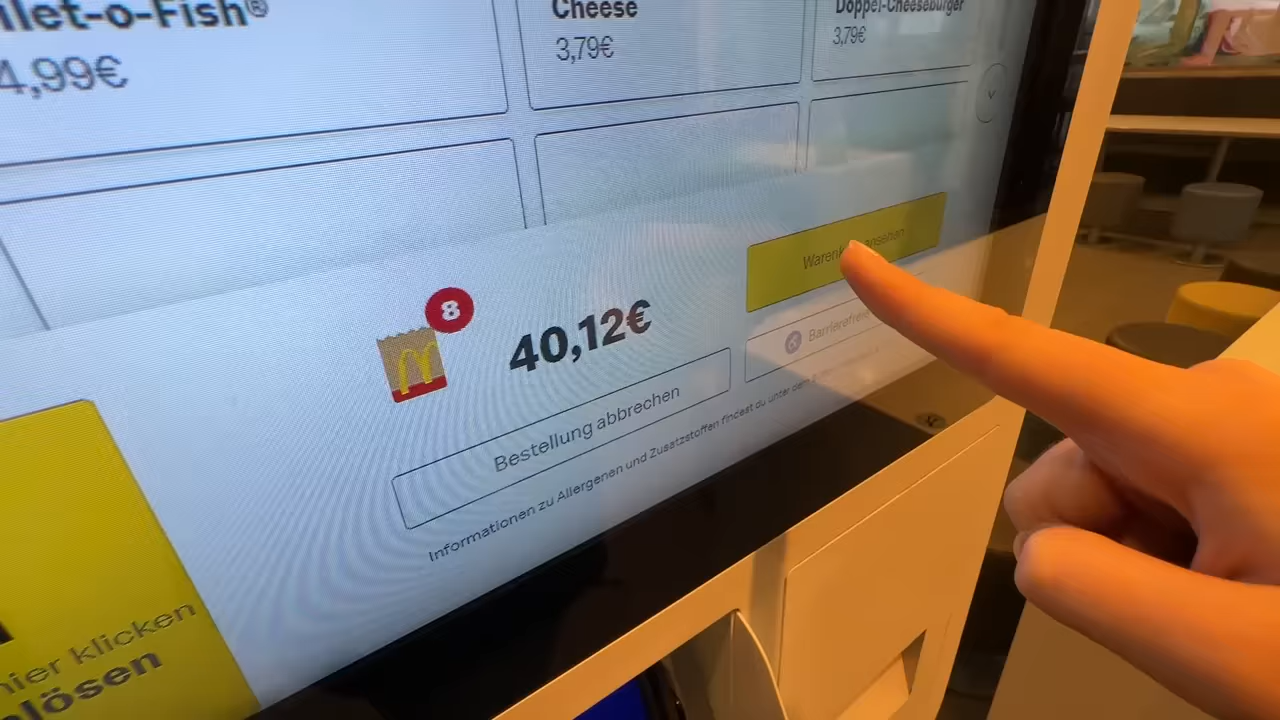 ilet-o-Fish®
4,99€
Cheese
3,79€
Doppel-Cheeseburger
3,79€
8
40,12€
Bestellung abbrechen
Informationen zu Allergenen und Zusatzstoffen findest du unter dem
hier klicken
lösen